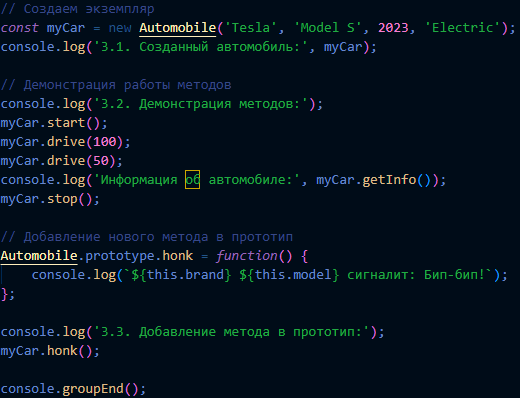 // Создаем экземпляр
const myCar = new Automobile('Tesla', 'Model S', 2023, 'Electric');
console.log('3.1. Созданный автомобиль:', myCar);

// Демонстрация работы методов
console.log('3.2. Демонстрация методов:');
myCar.start();
myCar.drive(100);
myCar.drive(50);
console.log('Информация об автомобиле:', myCar.getInfo());
myCar.stop();

// Добавление нового метода в прототип
Automobile.prototype.honk = function() {
    console.log(`${this.brand} ${this.model} сигналит: Бип-бип!`);
};

console.log('3.3. Добавление метода в прототип:');
myCar.honk();

console.groupEnd();